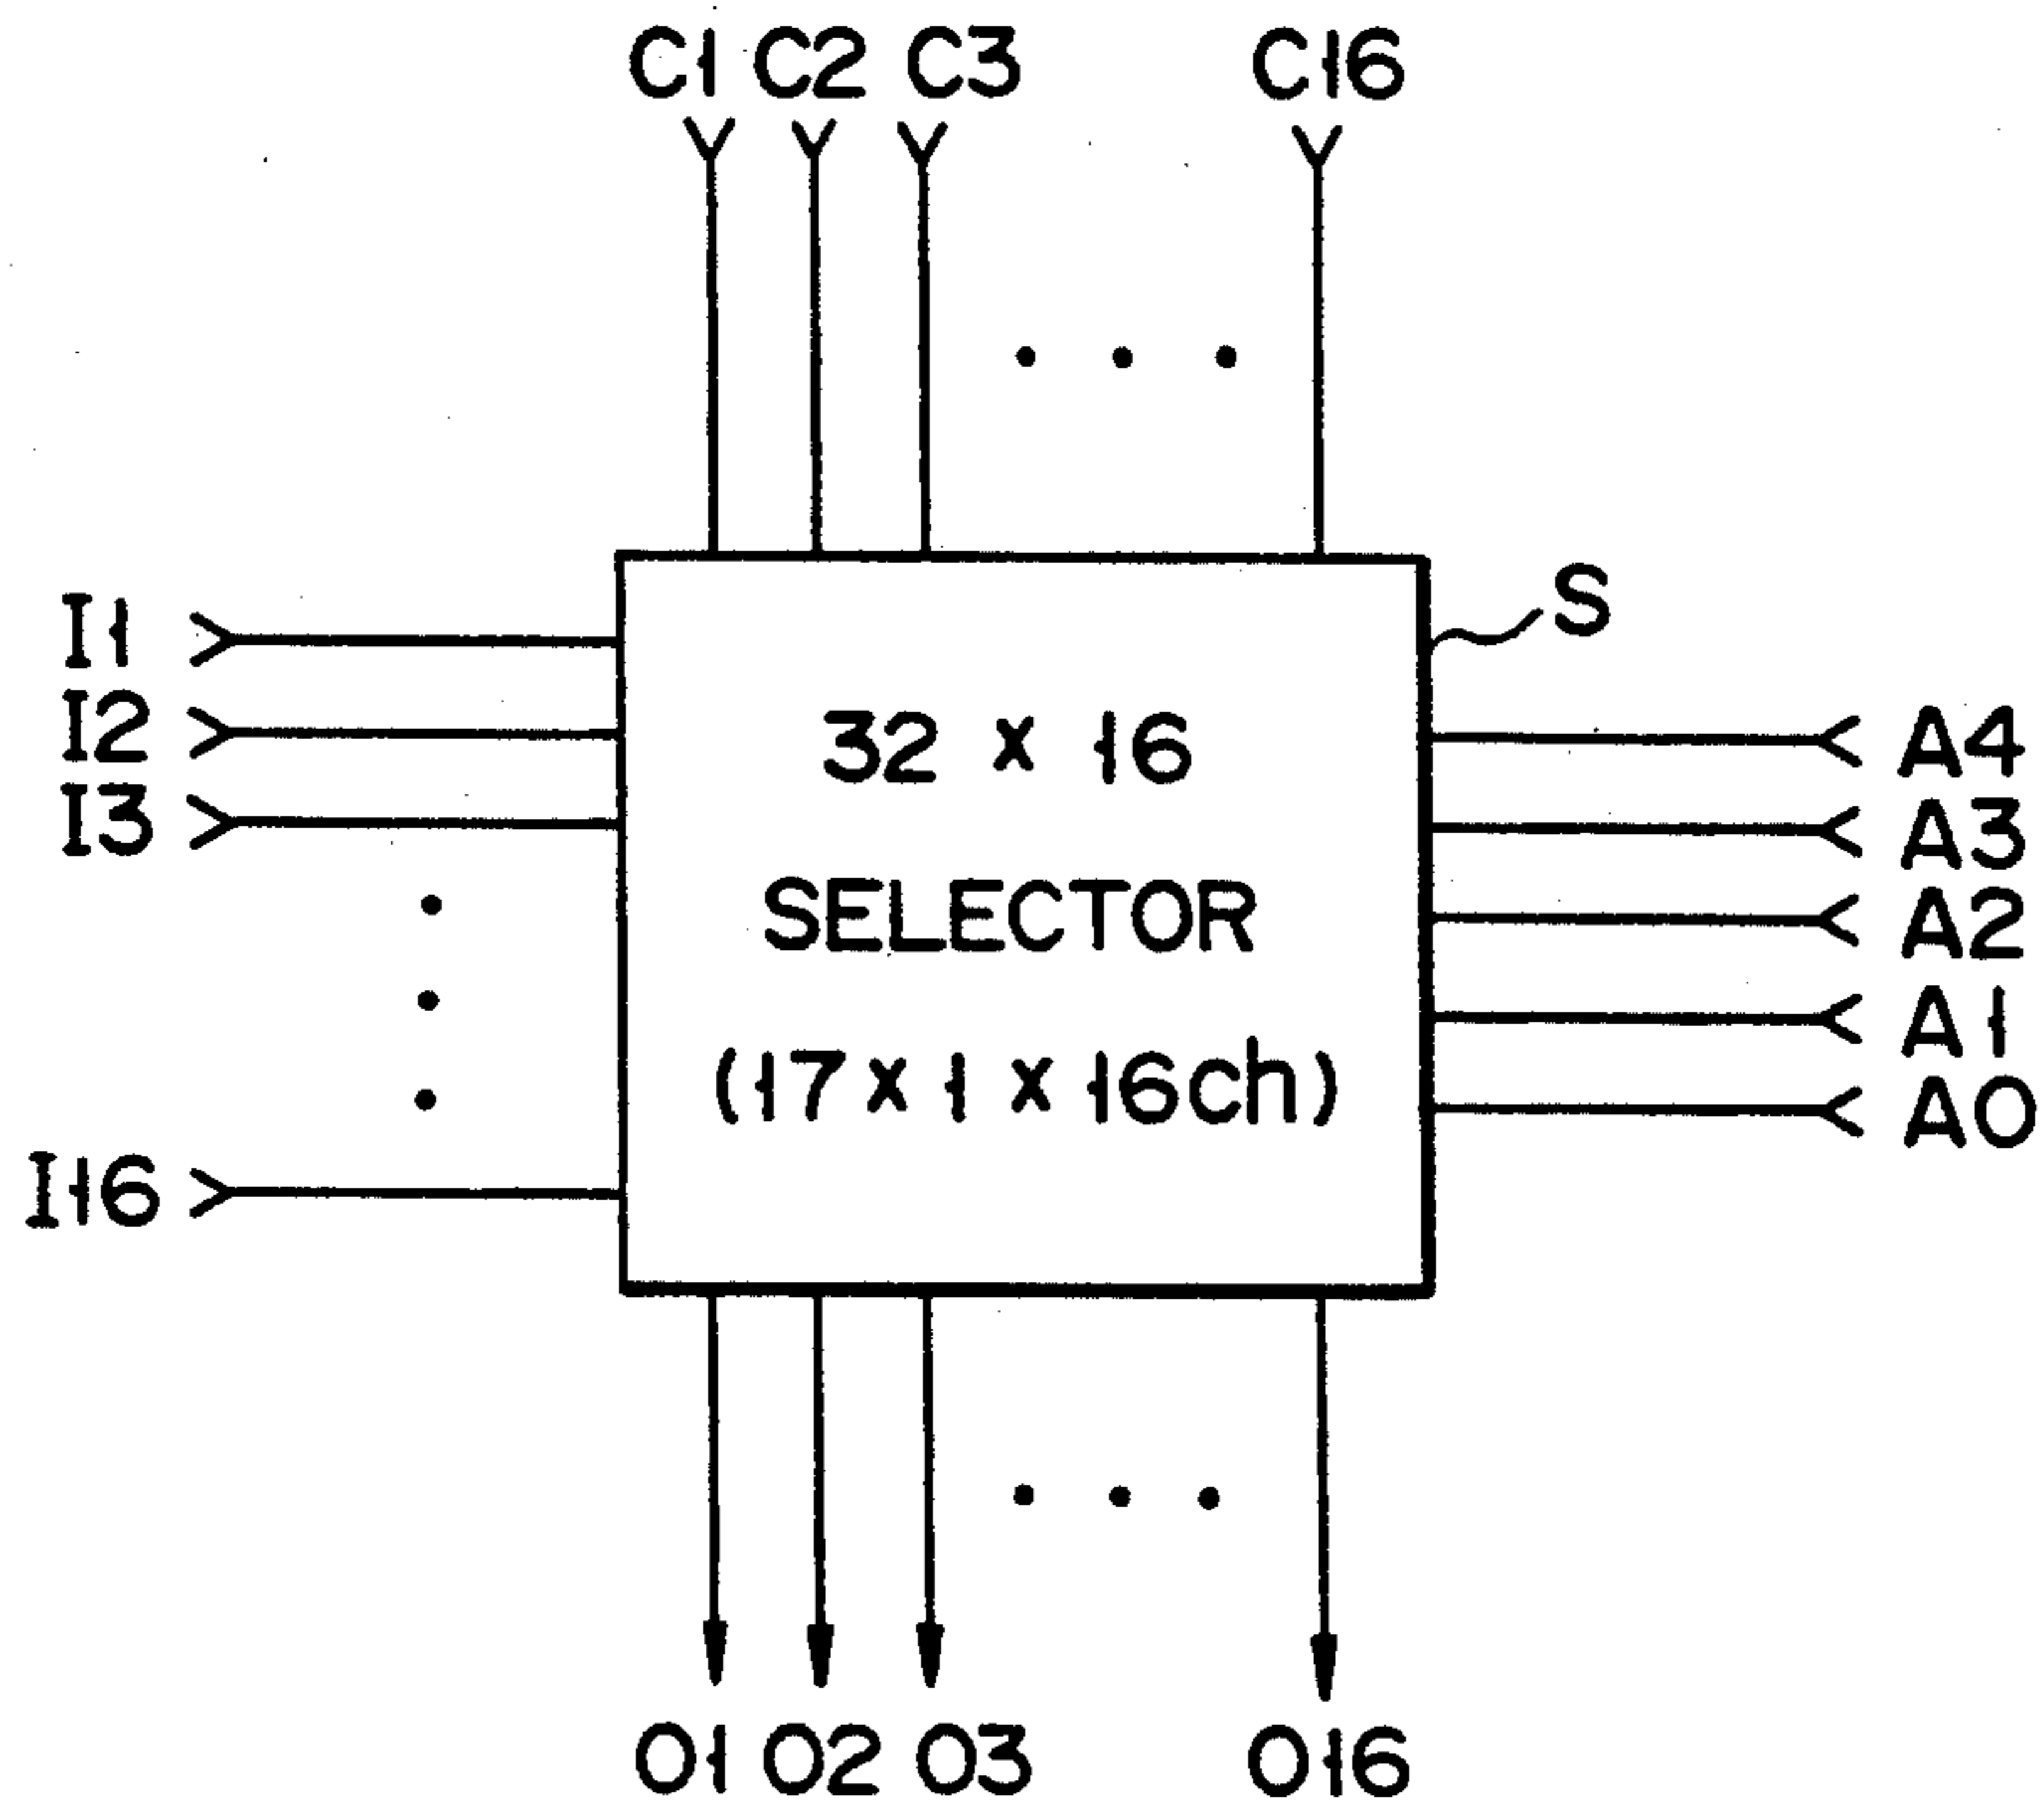 C1 C2 C3 C16
S
I1
I2
I3
I16
32 x 16
SELECTOR
(17 x 1 x 16ch)
A4
A3
A2
A1
A0
O1 O2 O3 O16